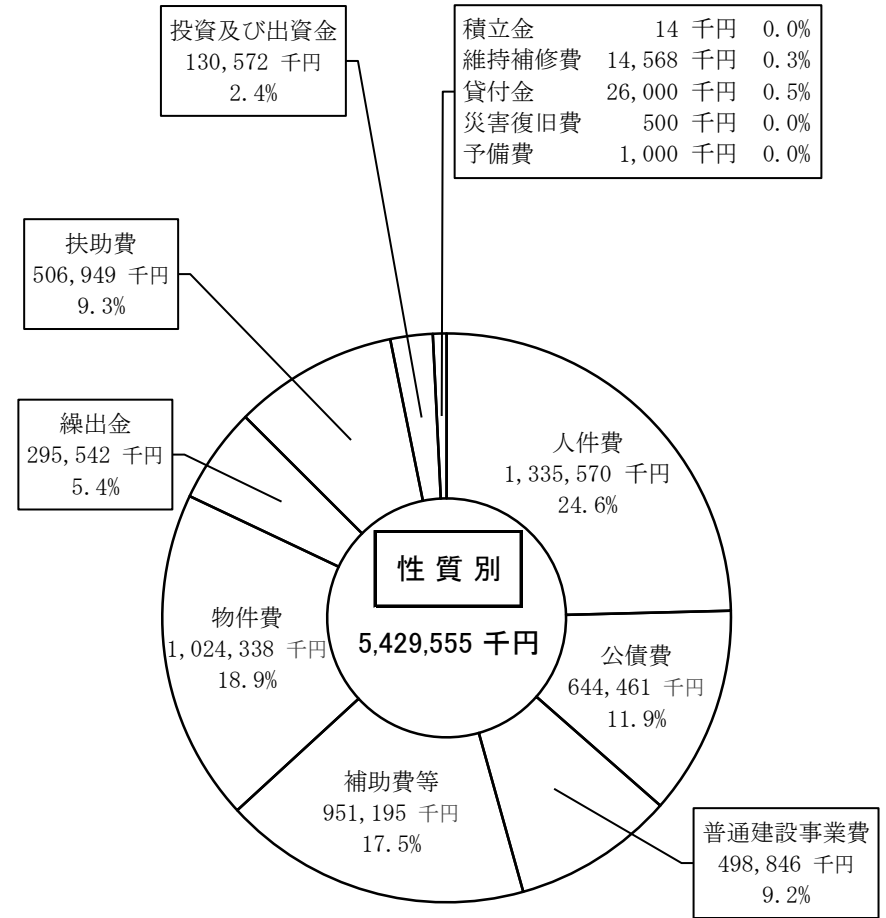 投資及び出資金
130,572 千円
2.4%
積立金 14 千円 0.0%
維持補修費 14,568 千円 0.3%
貸付金 26,000 千円 0.5%
災害復旧費 500 千円 0.0%
予備費 1,000 千円 0.0%
扶助費
506,949 千円
9.3%
繰出金
295,542 千円
5.4%
人件費
1,335,570 千円
24.6%
性質別
5,429,555 千円
物件費
1,024,338 千円
18.9%
公債費
644,461 千円
11.9%
補助費等
951,195 千円
17.5%
普通建設事業費
498,846 千円
9.2%